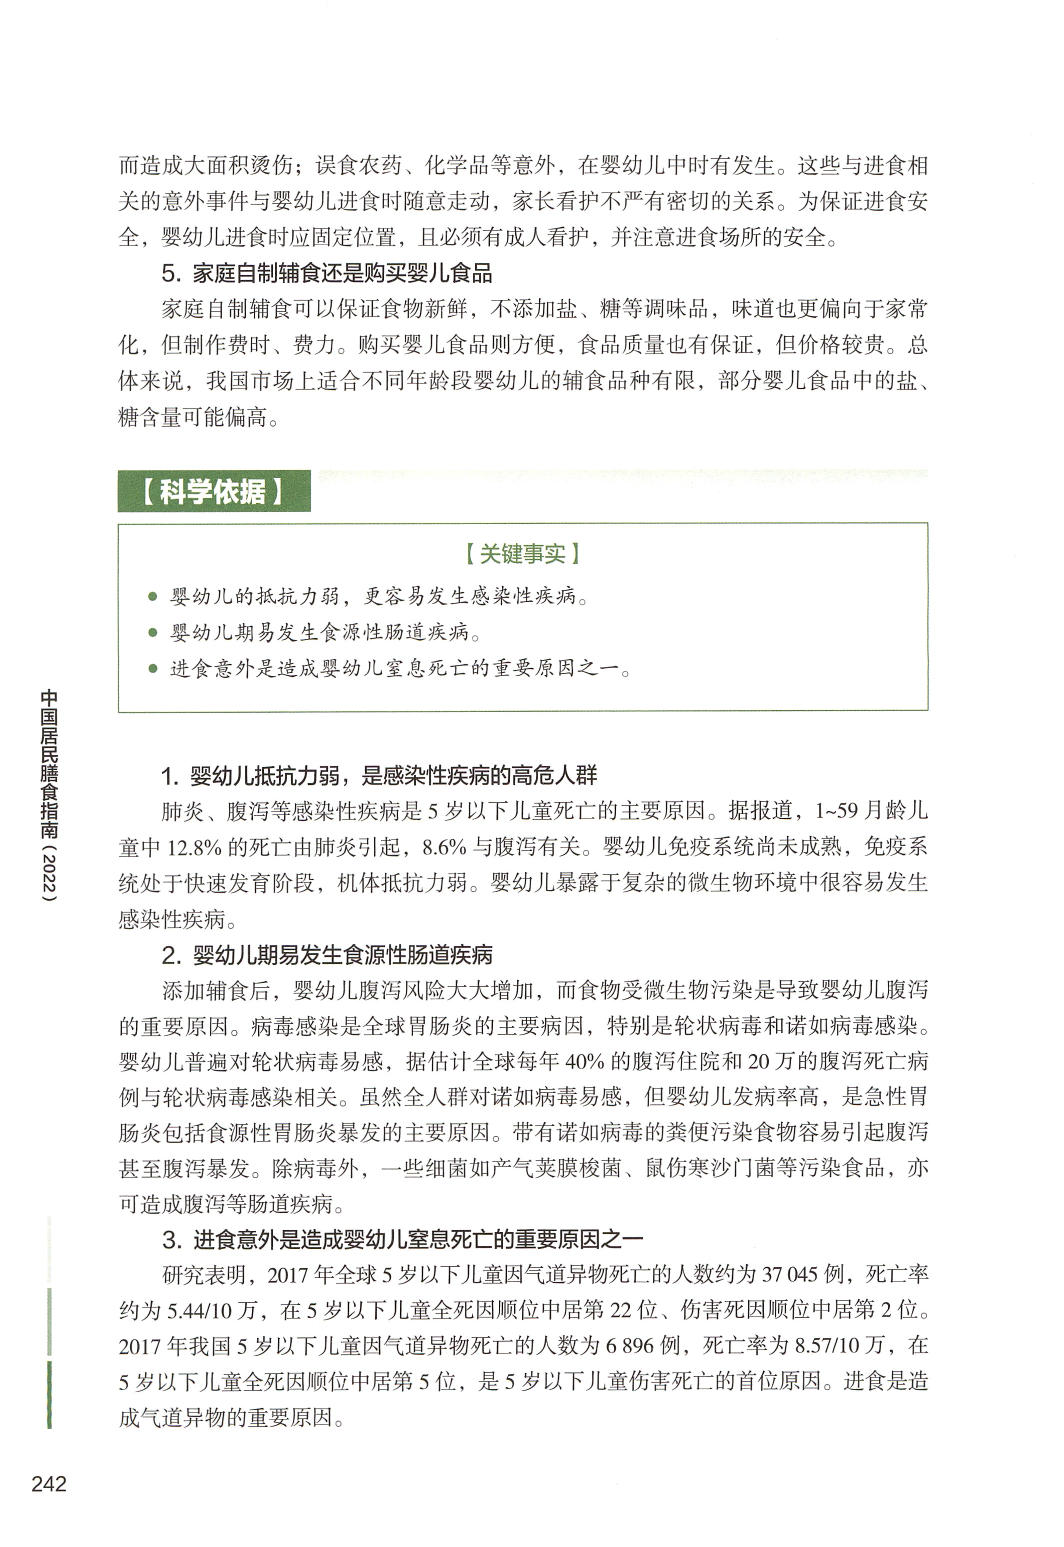 而造成大面积烫伤；误食农药、化学品等意外，在婴幼儿中时有发生。这些与进食相
关的意外事件与婴幼儿进食时随意走动，家长看护不严有密切的关系。为保证进食安
全，婴幼儿进食时应固定位置，且必须有成人看护，并注意进食场所的安全。
5. 家庭自制辅食还是购买婴儿食品
家庭自制辅食可以保证食物新鲜，不添加盐、糖等调味品，味道也更偏向于家常
化，但制作费时、费力。购买婴儿食品则方便，食品质量也有保证，但价格较贵。总
体来说，我国市场上适合不同年龄段婴幼儿的辅食品种有限，部分婴儿食品中的盐、
糖含量可能偏高。
【科学依据】
【关键事实】
● 婴幼儿的抵抗力弱，更容易发生感染性疾病。
● 婴幼儿期易发生食源性肠道疾病。
● 进食意外是造成婴幼儿窒息死亡的重要原因之一。
1. 婴幼儿抵抗力弱，是感染性疾病的高危人群
肺炎、腹泻等感染性疾病是 5 岁以下儿童死亡的主要原因。据报道，1~59 月龄儿
童中 12.8% 的死亡由肺炎引起，8.6% 与腹泻有关。婴幼儿免疫系统尚未成熟，免疫系
统处于快速发育阶段，机体抵抗力弱。婴幼儿暴露于复杂的微生物环境中很容易发生
感染性疾病。
2. 婴幼儿期易发生食源性肠道疾病
添加辅食后，婴幼儿腹泻风险大大增加，而食物受微生物污染是导致婴幼儿腹泻
的重要原因。病毒感染是全球胃肠炎的主要病因，特别是轮状病毒和诺如病毒感染。
婴幼儿普遍对轮状病毒易感，据估计全球每年 40% 的腹泻住院和 20 万的腹泻死亡病
例与轮状病毒感染相关。虽然全人群对诺如病毒易感，但婴幼儿发病率高，是急性胃
肠炎包括食源性胃肠炎暴发的主要原因。带有诺如病毒的粪便污染食物容易引起腹泻
甚至腹泻暴发。除病毒外，一些细菌如产气荚膜梭菌、鼠伤寒沙门菌等污染食品，亦
可造成腹泻等肠道疾病。
3. 进食意外是造成婴幼儿窒息死亡的重要原因之一
研究表明，2017 年全球 5 岁以下儿童因气道异物死亡的人数约为 37 045 例，死亡率
约为 5.44/10 万，在 5 岁以下儿童全死因顺位中居第 22 位、伤害死因顺位中居第 2 位。
2017 年我国 5 岁以下儿童因气道异物死亡的人数为 6 896 例，死亡率为 8.57/10 万，在
5 岁以下儿童全死因顺位中居第 5 位，是 5 岁以下儿童伤害死亡的首位原因。进食是造
成气道异物的重要原因。
中国居民膳食指南（2022）
242